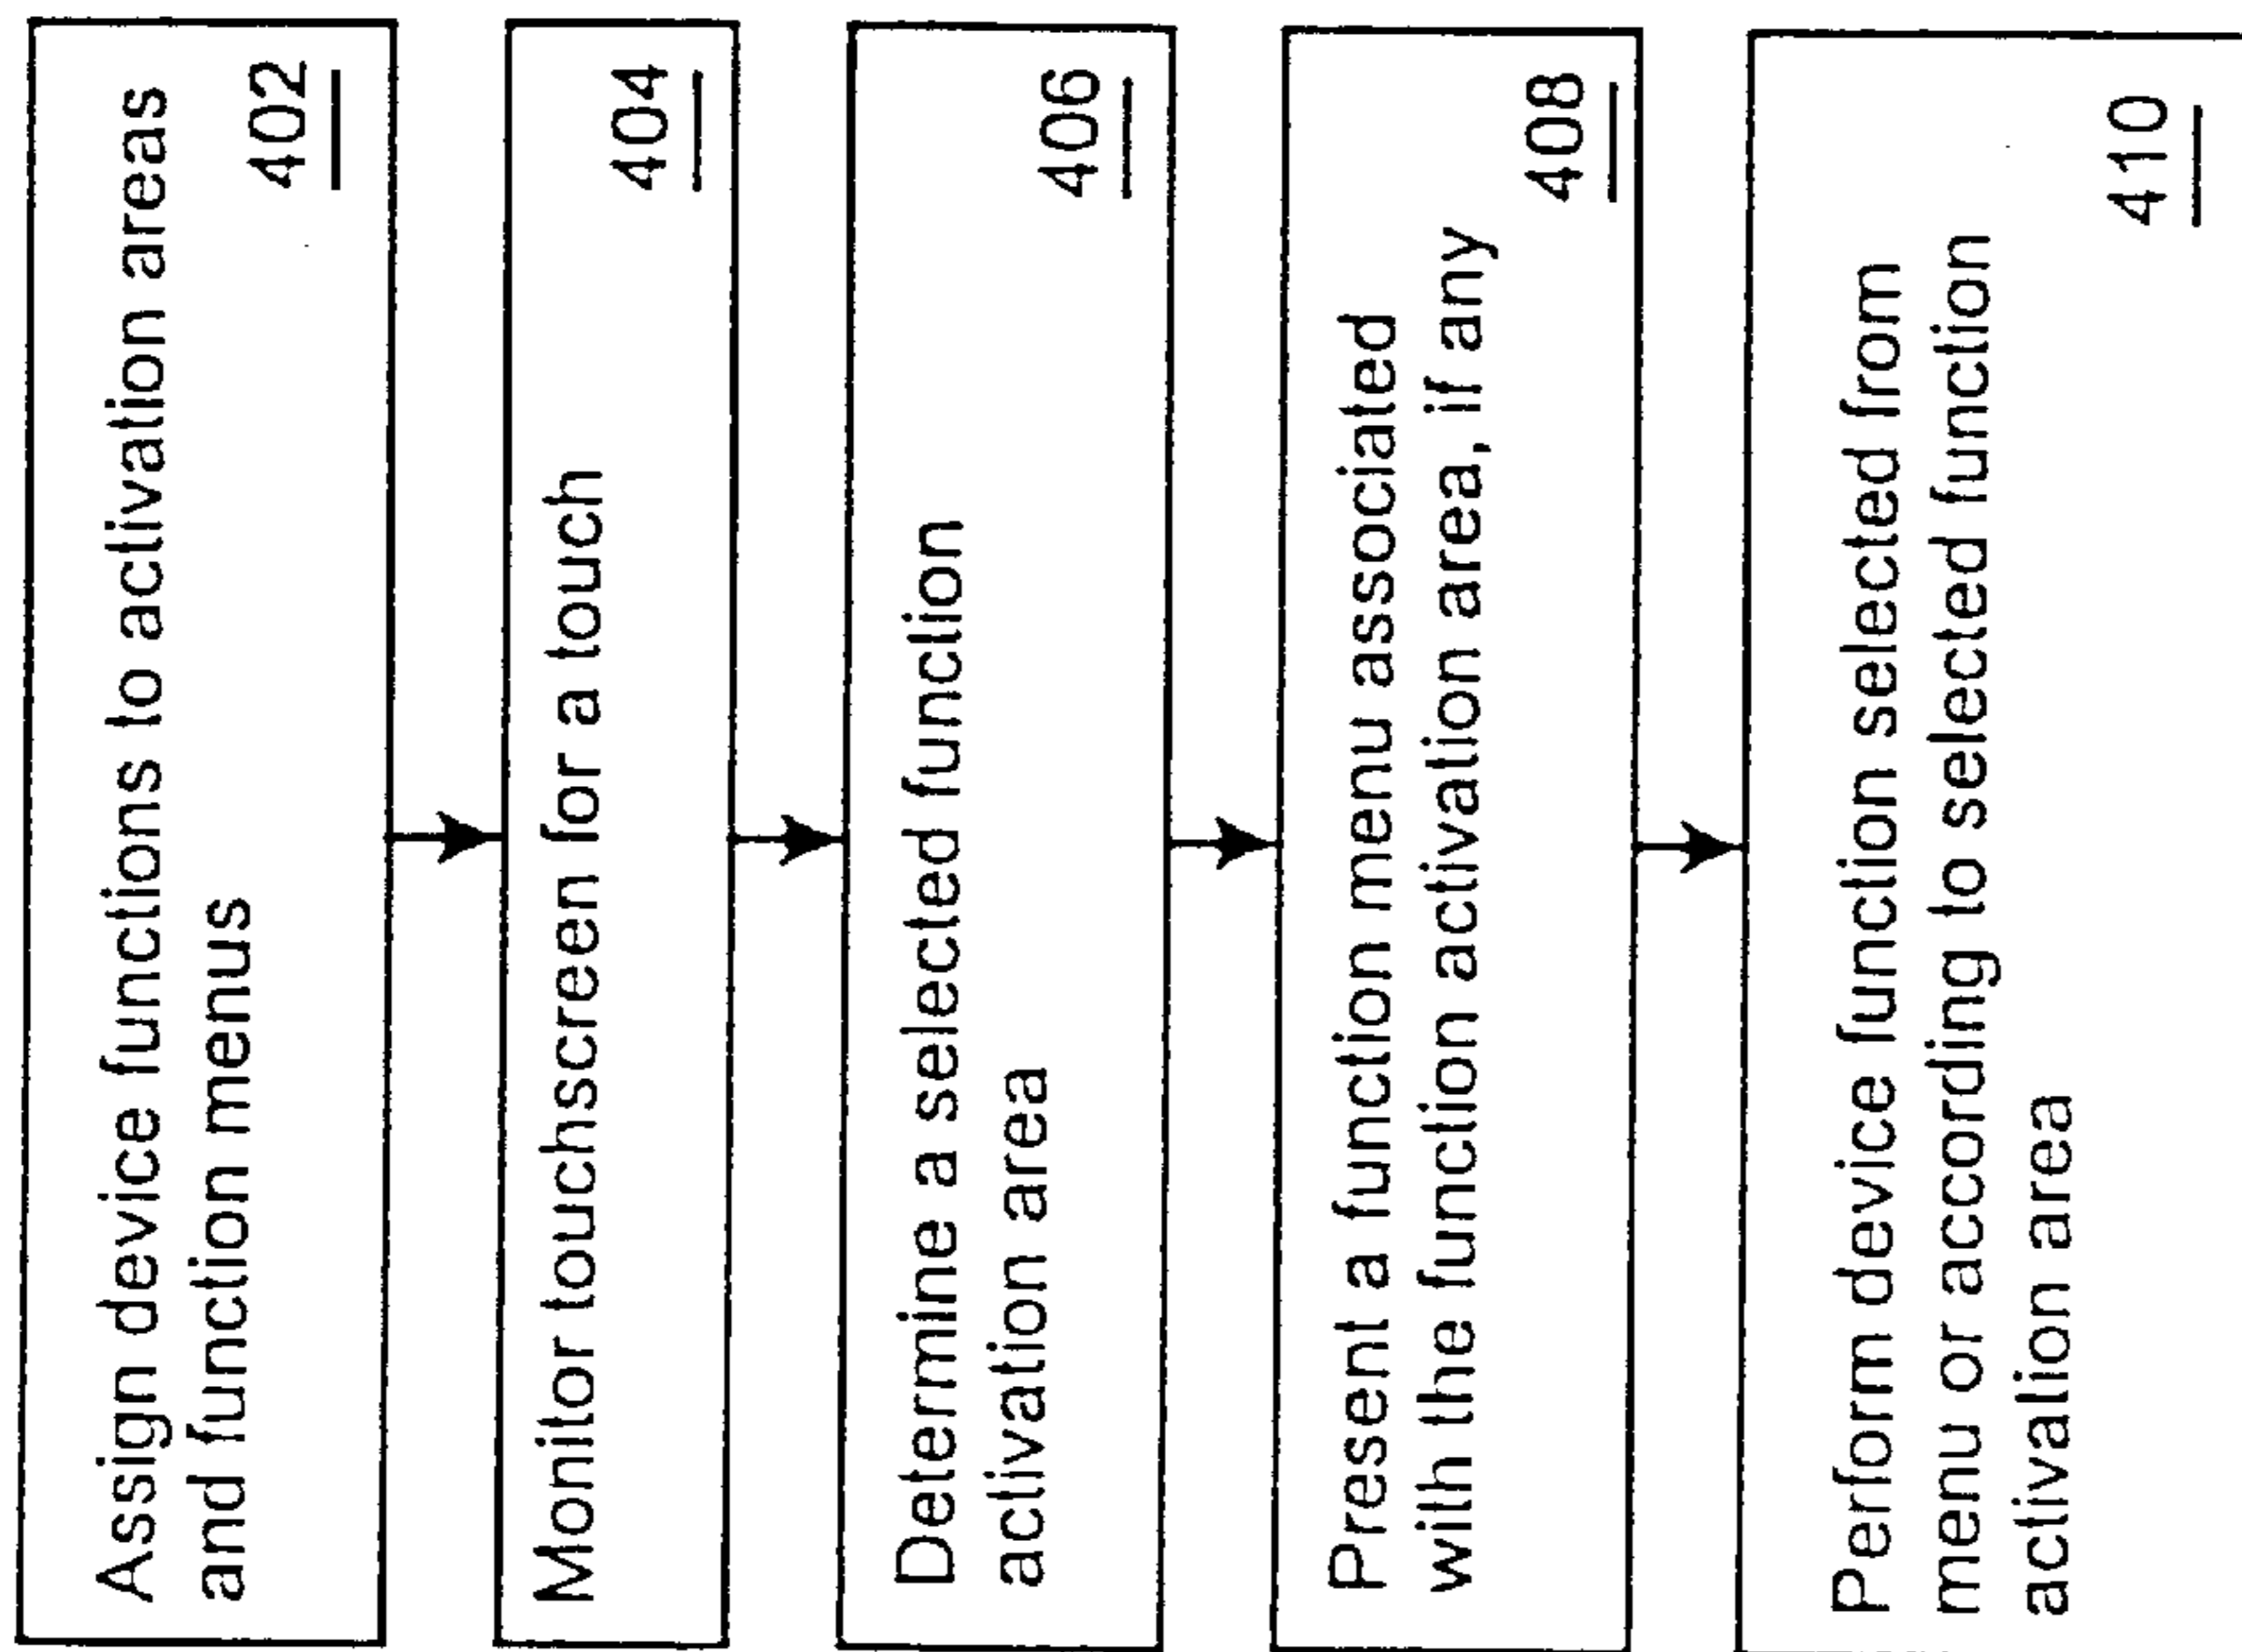 Assign device functions to activation areas
and function menus
402
Monitor touchscreen for a touch
404
Determine a selected function
activation area
406
Present a function menu associated
with the function activation area, if any
408
Perform device function selected from
menu or according to selected function
activation area
410